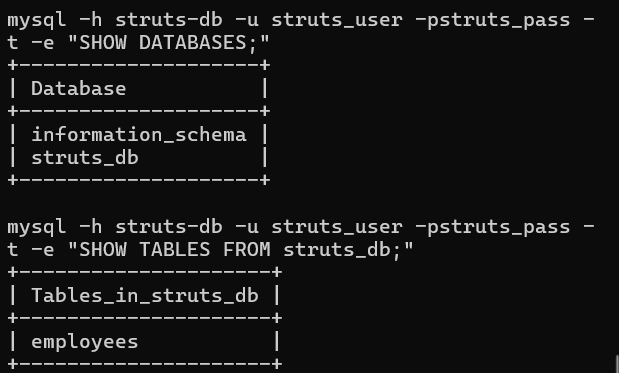 mysql -h struts-db -u struts_user -pstruts_pass -
t -e "SHOW DATABASES;"
+--------------------+
| Database           |
+--------------------+
| information_schema |
| struts_db          |
+--------------------+

mysql -h struts-db -u struts_user -pstruts_pass -
t -e "SHOW TABLES FROM struts_db;"
+---------------------+
| Tables_in_struts_db |
+---------------------+
| employees           |
+---------------------+